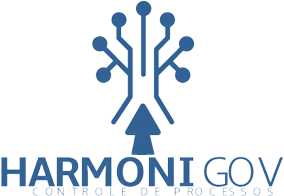 HARMONI GOV
CONTROLE DE PROCESSOS